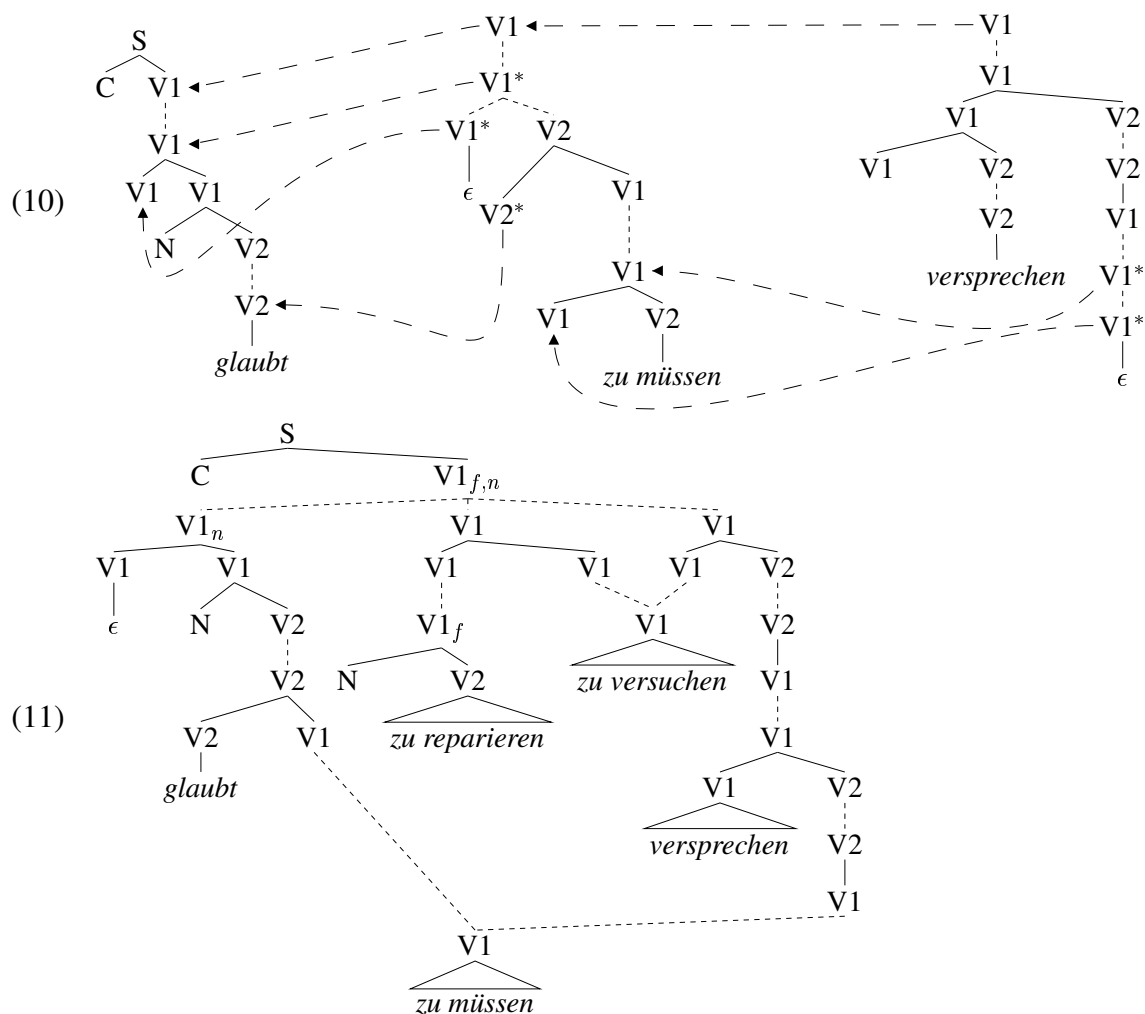 V1 V1
S
C V1 V1* V1
V1* V2 V1 V2
V1
V1 V1 ϵ V1 V1 V2 V2
(10)
V2* V2 V1
N V2
V1 versprechen V1*
V2 V1 V2 V1*
glaubt zu müssen ϵ
S
C V1f,n
V1n V1 V1
V1 V1 V1 V1 V1 V2
ϵ N V2 V1f V1 V2
V2 N V2 zu versuchen V1
(11)
V2 V1 zu reparieren V1
glaubt V1 V2
versprechen V2
V1
V1
zu müssen